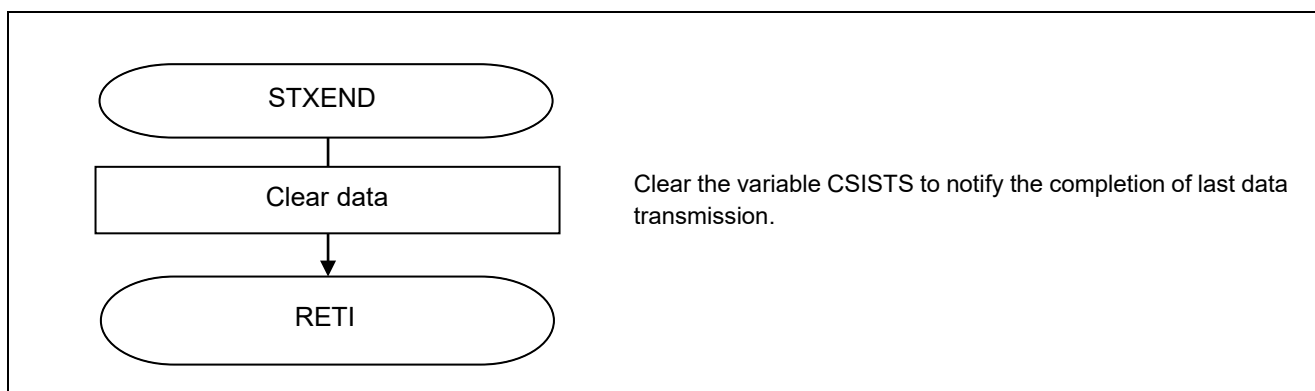 STXEND
Clear data
Clear the variable CSISTS to notify the completion of last data
transmission.
RETI